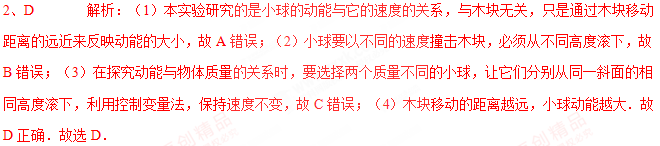 2、D 解析：（1）本实验研究的是小球的动能与它的速度的关系，与木块无关，只是通过木块移动
距离的远近来反映动能的大小，故 A 错误；（2）小球要以不同的速度撞击木块，必须从不同高度滚下，故
B 错误；（3）在探究动能与物体质量的关系时，要选择两个质量不同的小球，让它们分别从同一斜面的相
同高度滚下，利用控制变量法，保持速度不变，故 C 错误；（4）木块移动的距离越远，小球动能越大．故
D 正确．故选 D．